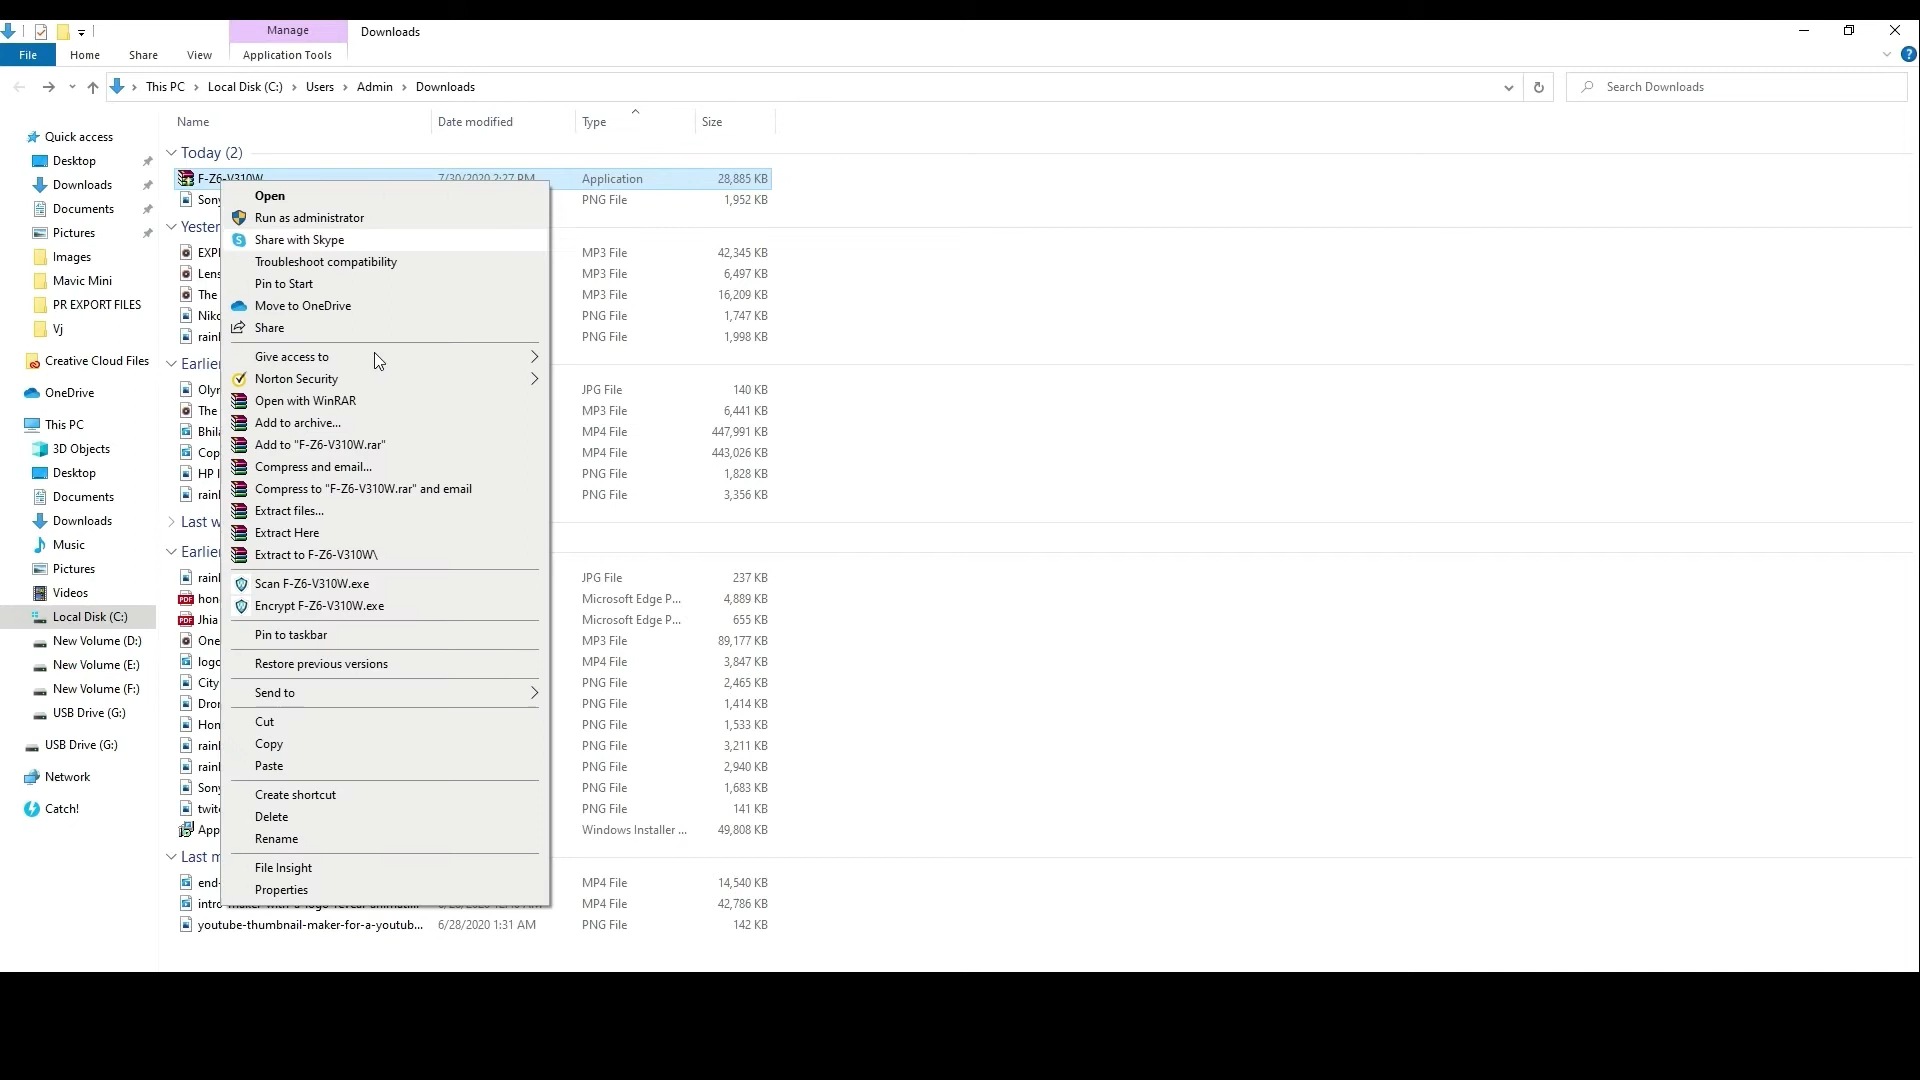 Manage
Downloads
File
Home
Share
View
Application Tools
This PC
Local Disk (C:)
Users
Admin
Downloads
Search Downloads
Name
Date modified
Type
Size
Quick access
Desktop
Downloads
Documents
Pictures
Images
Mavic Mini
PR EXPORT FILES
Vj
Creative Cloud Files
OneDrive
This PC
3D Objects
Desktop
Documents
Downloads
Music
Pictures
Videos
Local Disk (C:)
New Volume (D:)
New Volume (E:)
New Volume (F:)
USB Drive (G:)
USB Drive (G:)
Network
Catch!
Today (2)
F-Z6-V310W 7/30/2020 2:27 PM Application 28,885 KB
Sony PNG File 1,952 KB
Yester
EXP MP3 File 42,345 KB
Lens MP3 File 6,497 KB
The MP3 File 16,209 KB
Niko PNG File 1,747 KB
rain PNG File 1,998 KB
Earlie
Olyn JPG File 140 KB
The MP3 File 6,441 KB
Bhil MP4 File 447,991 KB
Cop MP4 File 443,026 KB
HP PNG File 1,828 KB
rain PNG File 3,356 KB
Last w
Earlie
rain JPG File 237 KB
hon Microsoft Edge P... 4,889 KB
Jhia Microsoft Edge P... 655 KB
One MP3 File 89,177 KB
logo MP4 File 3,847 KB
City PNG File 2,465 KB
Dron PNG File 1,414 KB
Hon PNG File 1,533 KB
rain PNG File 3,211 KB
rain PNG File 2,940 KB
Sony PNG File 1,683 KB
twit PNG File 141 KB
App Windows Installer ... 49,808 KB
Last m
end- MP4 File 14,540 KB
intro-maker-with-a-logo-reveal-animati... MP4 File 42,786 KB
youtube-thumbnail-maker-for-a-youtub... 6/28/2020 1:31 AM PNG File 142 KB
Open
Run as administrator
Share with Skype
Troubleshoot compatibility
Pin to Start
Move to OneDrive
Share
Give access to
Norton Security
Open with WinRAR
Add to archive...
Add to "F-Z6-V310W.rar"
Compress and email...
Compress to "F-Z6-V310W.rar" and email
Extract files...
Extract Here
Extract to F-Z6-V310W\
Scan F-Z6-V310W.exe
Encrypt F-Z6-V310W.exe
Pin to taskbar
Restore previous versions
Send to
Cut
Copy
Paste
Create shortcut
Delete
Rename
File Insight
Properties